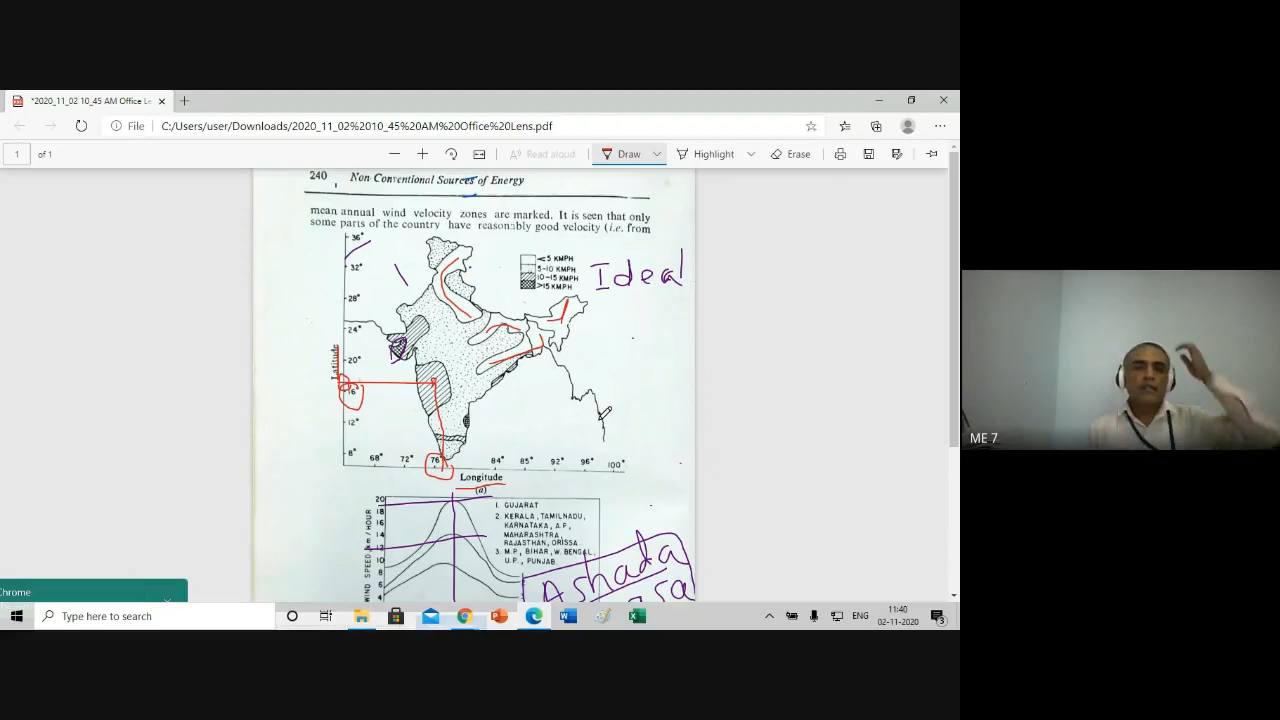 *2020_11_02 10_45 AM Office Le
File C:/Users/user/Downloads/2020_11_02%2010_45%20AM%20Office%20Lens.pdf
1 of 1 Read aloud Draw Highlight Erase
240 Non Conventional Sources of Energy
mean annual wind velocity zones are marked. It is seen that only
some parts of the country have reasonably good velocity (i.e. from
36°
32°
28°
24°
20°
16°
12°
8°
Latitude
<5 KMPH
5-10 KMPH
10-15 KMPH
>15 KMPH
Ideal
68° 72° 76° 84° 85° 92° 96° 100°
Longitude
(a)
20
18
16
14
12
10
8
6
4
WIND SPEED, KM / HOUR
1. GUJARAT
2. KERALA, TAMILNADU,
KARNATAKA, A.P.,
MAHARASHTRA,
RAJASTHAN, ORISSA.
3. M.P., BIHAR, W. BENGAL,
U.P., PUNJAB.
Ashada
ME 7
Chrome
Type here to search
ENG
11:40
02-11-2020
3